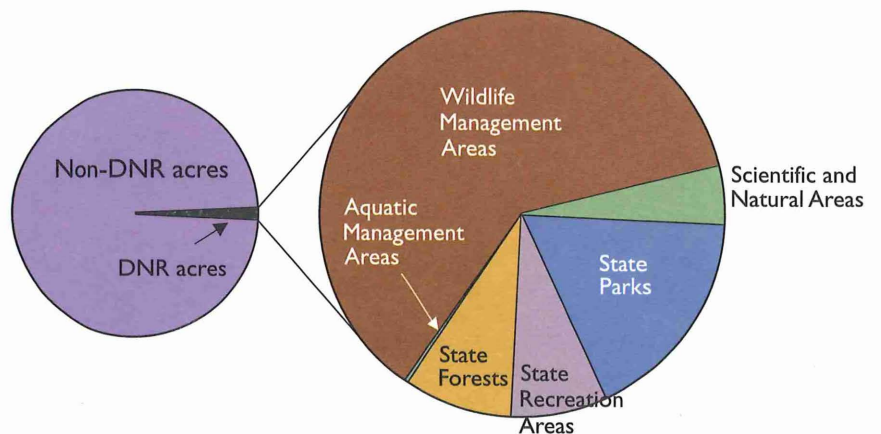 Non-DNR acres
DNR acres
Wildlife
Management
Areas
Aquatic
Management
Areas
Scientific and
Natural Areas
State
Parks
State
Forests
State
Recreation
Areas